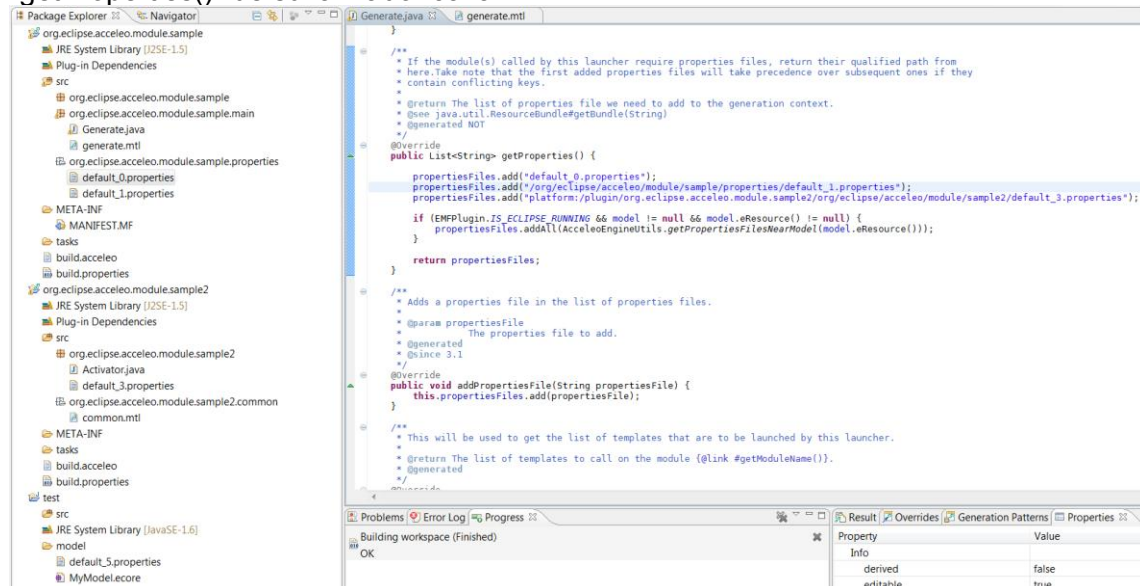 Package Explorer
Navigator
org.eclipse.acceleo.module.sample
JRE System Library [J2SE-1.5]
Plug-in Dependencies
src
org.eclipse.acceleo.module.sample
org.eclipse.acceleo.module.sample.main
Generate.java
generate.mtl
org.eclipse.acceleo.module.sample.properties
default_0.properties
default_1.properties
META-INF
MANIFEST.MF
tasks
build.acceleo
build.properties
org.eclipse.acceleo.module.sample2
JRE System Library [J2SE-1.5]
Plug-in Dependencies
src
org.eclipse.acceleo.module.sample2
Activator.java
default_3.properties
org.eclipse.acceleo.module.sample2.common
common.mtl
META-INF
tasks
build.acceleo
build.properties
test
src
JRE System Library [JavaSE-1.6]
model
default_5.properties
MyModel.ecore
Generate.java
generate.mtl
}
/**
* If the module(s) called by this launcher require properties files, return their qualified path from
* here.Take note that the first added properties files will take precedence over subsequent ones if they
* contain conflicting keys.
*
* @return The list of properties file we need to add to the generation context.
* @see java.util.ResourceBundle#getBundle(String)
* @generated NOT
*/
@Override
public List<String> getProperties() {
propertiesFiles.add("default_0.properties");
propertiesFiles.add("/org/eclipse/acceleo/module/sample/properties/default_1.properties");
propertiesFiles.add("platform:/plugin/org.eclipse.acceleo.module.sample2/org/eclipse/acceleo/module/sample2/default_3.properties");
if (EMFPlugin.IS_ECLIPSE_RUNNING && model != null && model.eResource() != null) {
propertiesFiles.addAll(AcceleoEngineUtils.getPropertiesFilesNearModel(model.eResource()));
}
return propertiesFiles;
}
/**
* Adds a properties file in the list of properties files.
*
* @param propertiesFile
* The properties file to add.
* @generated
* @since 3.1
*/
@Override
public void addPropertiesFile(String propertiesFile) {
this.propertiesFiles.add(propertiesFile);
}
/**
* This will be used to get the list of templates that are to be launched by this launcher.
*
* @return The list of templates to call on the module {@link #getModuleName()}.
* @generated
*/
Problems
Error Log
Progress
Building workspace (Finished)
OK
Result
Overrides
Generation Patterns
Properties
Property Value
Info
derived false
editable true